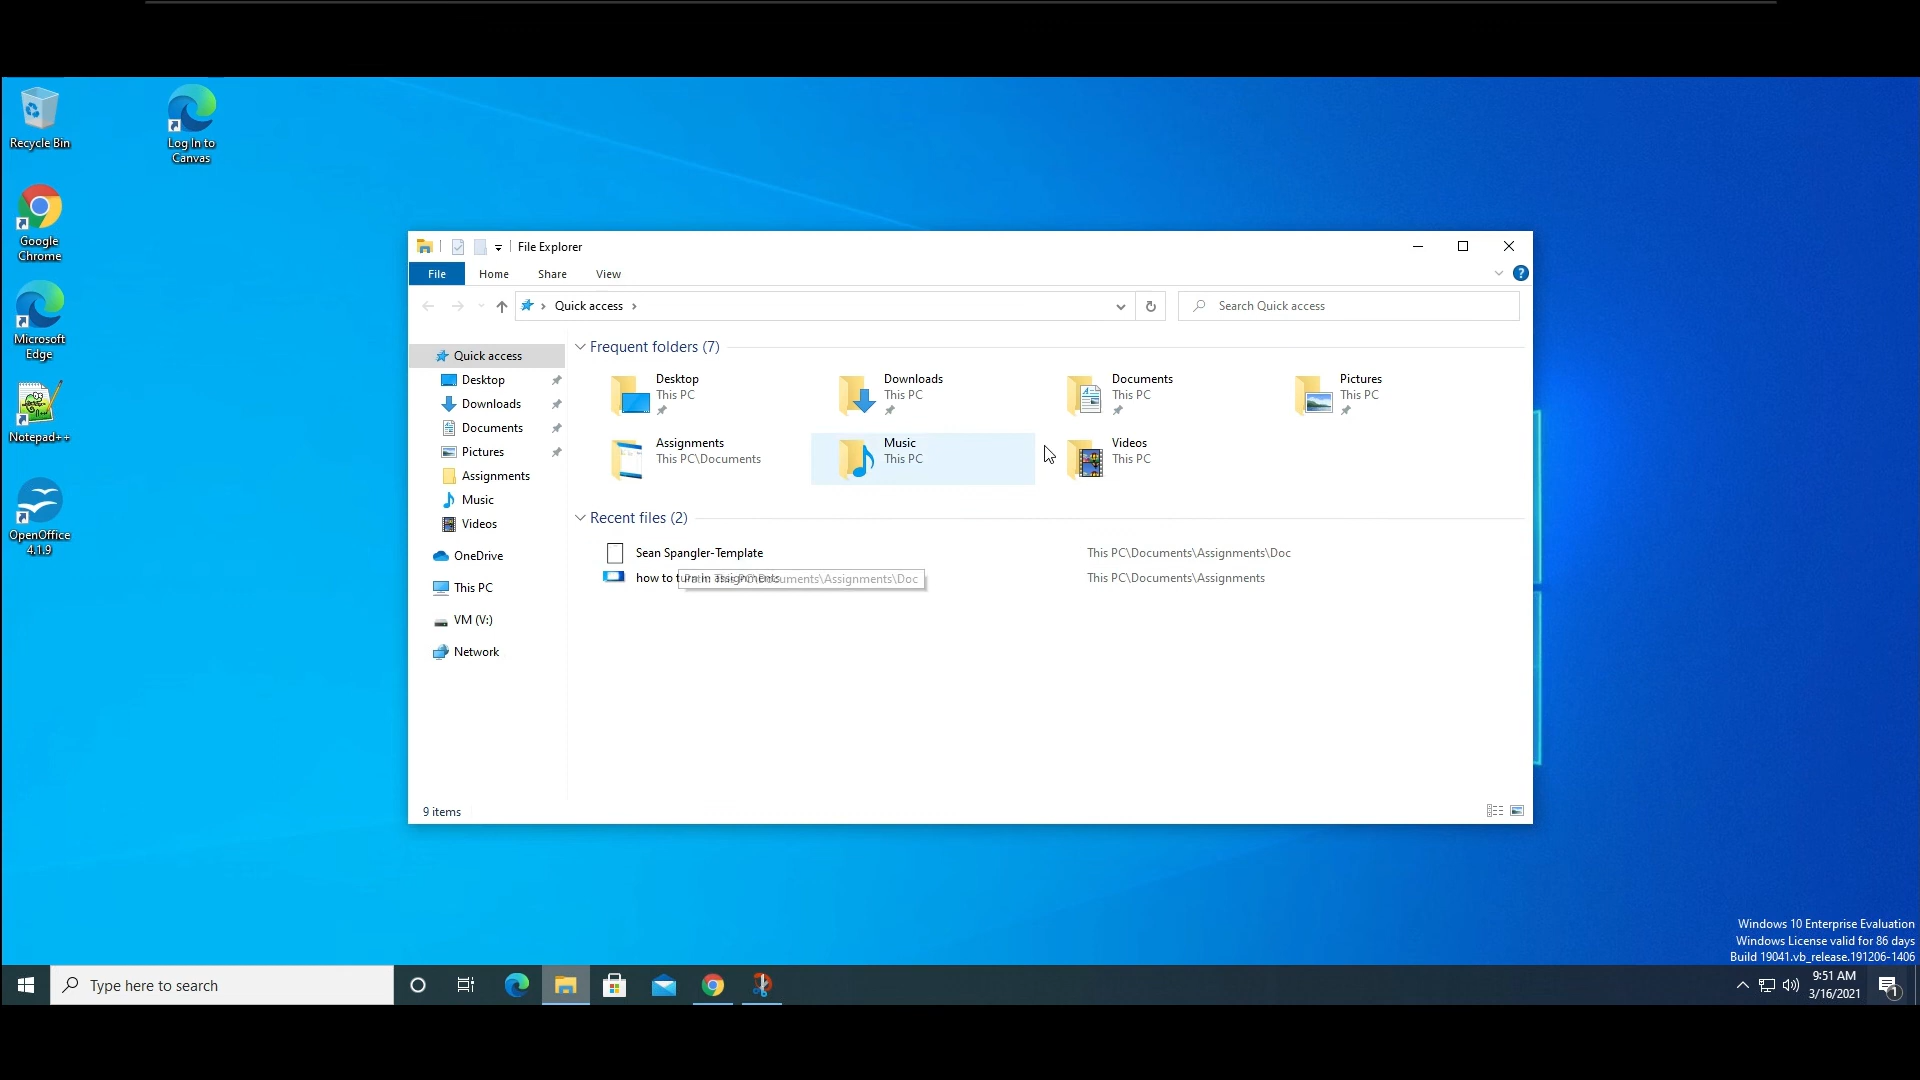 Recycle Bin
Log In to
Canvas
Google
Chrome
Microsoft
Edge
Notepad++
OpenOffice
4.1.9
File Explorer
File Home Share View
Quick access
Search Quick access
Quick access
Desktop
Downloads
Documents
Pictures
Assignments
Music
Videos
OneDrive
This PC
VM (V:)
Network
Frequent folders (7)
Desktop
This PC
Downloads
This PC
Documents
This PC
Pictures
This PC
Assignments
This PC\Documents
Music
This PC
Videos
This PC
Recent files (2)
Sean Spangler-Template This PC\Documents\Assignments\Doc
how to turn in assignments This PC\Documents\Assignments
Path: This PC\Documents\Assignments\Doc
9 items
Windows 10 Enterprise Evaluation
Windows License valid for 86 days
Build 19041.vb_release.191206-1406
Type here to search
9:51 AM
3/16/2021
1